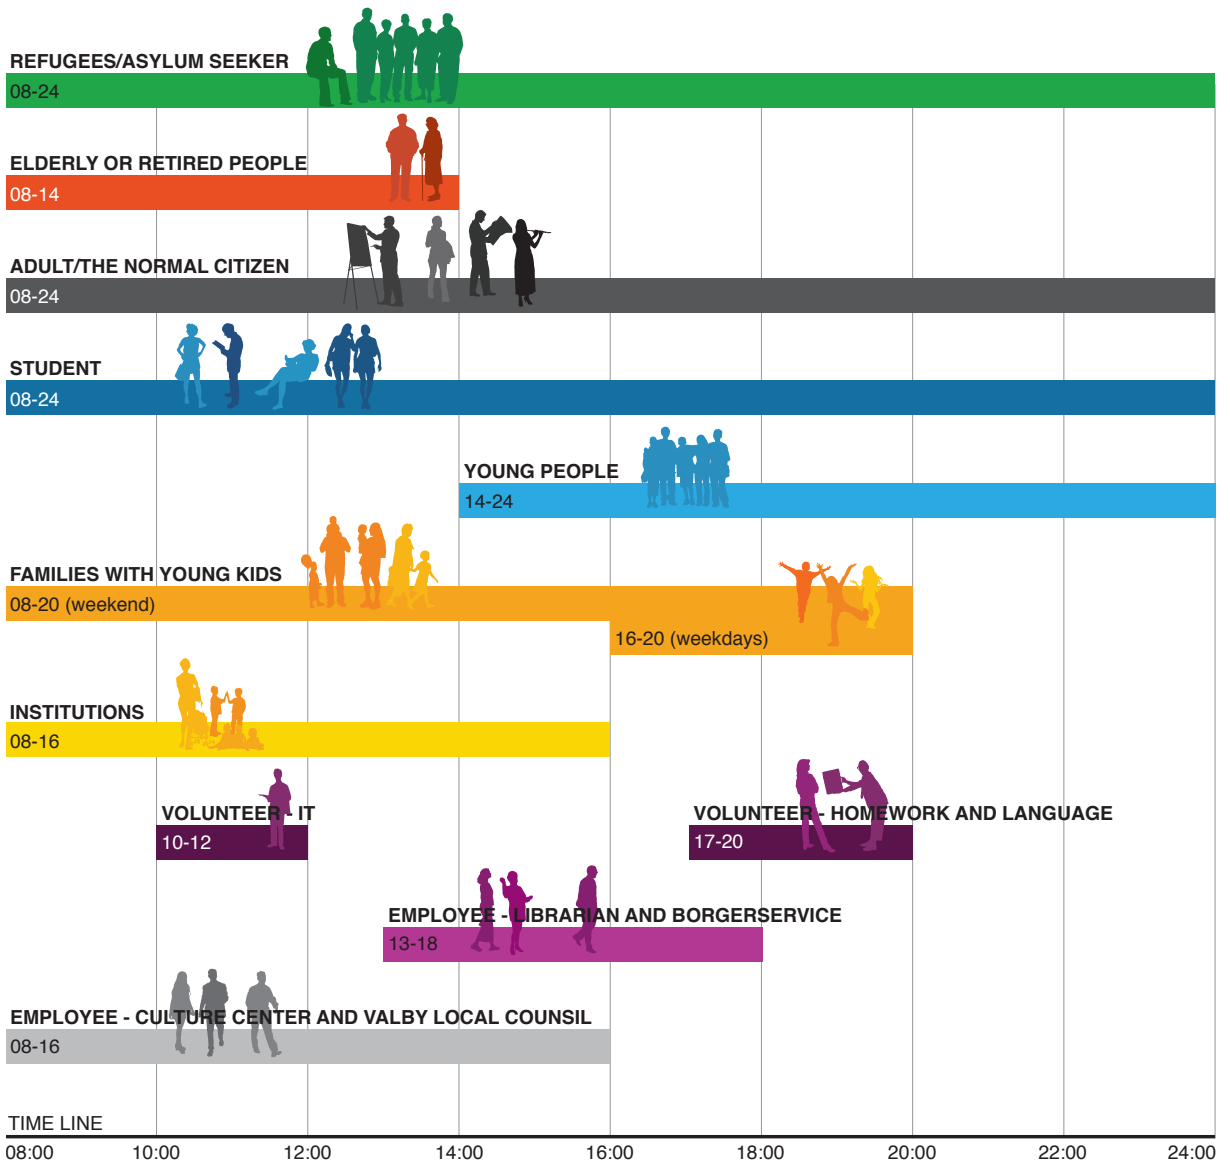 REFUGEES/ASYLUM SEEKER
08-24
ELDERLY OR RETIRED PEOPLE
08-14
ADULT/THE NORMAL CITIZEN
08-24
STUDENT
08-24
YOUNG PEOPLE
14-24
FAMILIES WITH YOUNG KIDS
08-20 (weekend)
16-20 (weekdays)
INSTITUTIONS
08-16
VOLUNTEER - IT
10-12
VOLUNTEER - HOMEWORK AND LANGUAGE
17-20
EMPLOYEE - LIBRARIAN AND BORGERSERVICE
13-18
EMPLOYEE - CULTURE CENTER AND VALBY LOCAL COUNSIL
08-16
TIME LINE
08:00 10:00 12:00 14:00 16:00 18:00 20:00 22:00 24:00